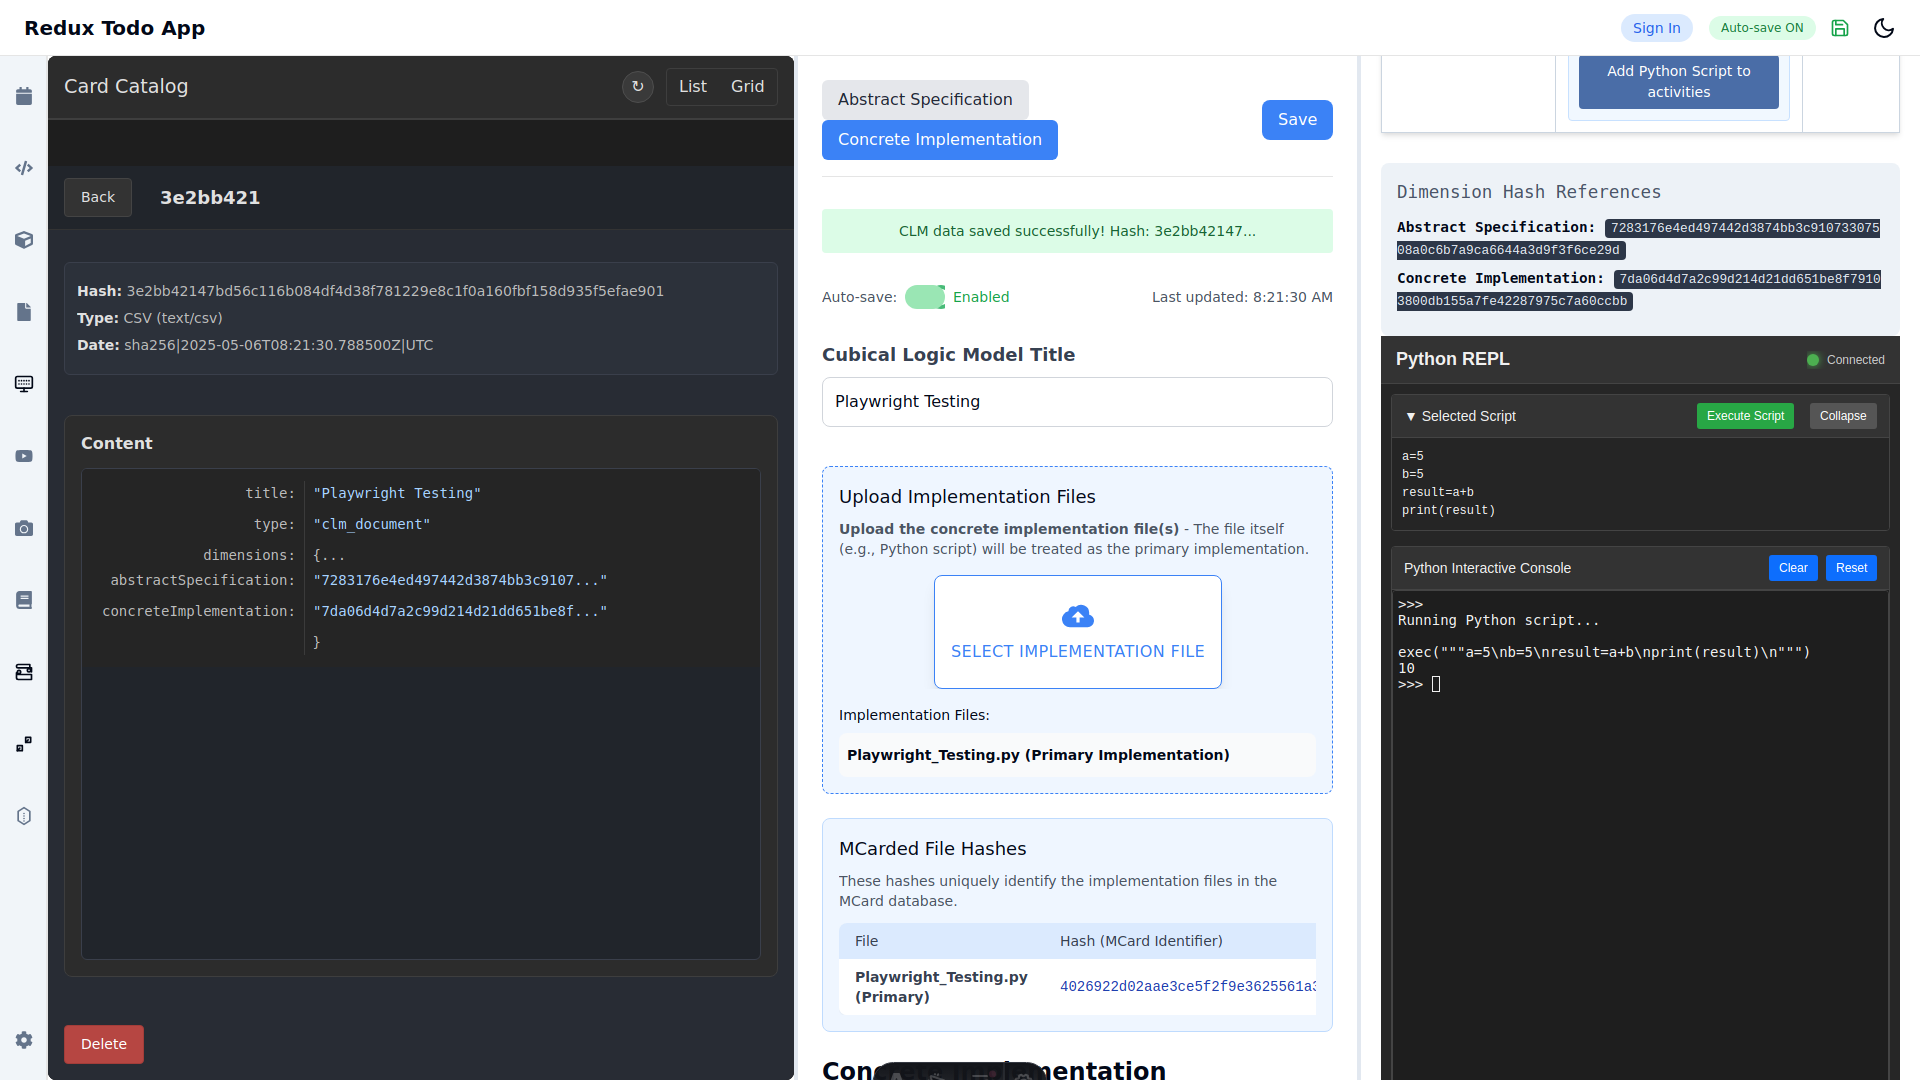 Redux Todo App
Sign In
Auto-save ON
Card Catalog
↻
List
Grid
Back
3e2bb421
Hash: 3e2bb42147bd56c116b084df4d38f781229e8c1f0a160fbf158d935f5efae901
Type: CSV (text/csv)
Date: sha256|2025-05-06T08:21:30.788500Z|UTC
Content
title: "Playwright Testing"
type: "clm_document"
dimensions: {...
abstractSpecification: "7283176e4ed497442d3874bb3c9107..."
concreteImplementation: "7da06d4d7a2c99d214d21dd651be8f..."
}
Delete
Abstract Specification
Concrete Implementation
Save
CLM data saved successfully! Hash: 3e2bb42147...
Auto-save:
Enabled
Last updated: 8:21:30 AM
Cubical Logic Model Title
Playwright Testing
Upload Implementation Files
Upload the concrete implementation file(s) - The file itself
(e.g., Python script) will be treated as the primary implementation.
SELECT IMPLEMENTATION FILE
Implementation Files:
Playwright_Testing.py (Primary Implementation)
MCarded File Hashes
These hashes uniquely identify the implementation files in the
MCard database.
File
Hash (MCard Identifier)
Playwright_Testing.py
(Primary)
4026922d02aae3ce5f2f9e3625561a3
Add Python Script to
activities
Dimension Hash References
Abstract Specification: 7283176e4ed497442d3874bb3c910733075
08a0c6b7a9ca6644a3d9f3f6ce29d
Concrete Implementation: 7da06d4d7a2c99d214d21dd651be8f7910
3800db155a7fe42287975c7a60ccbb
Python REPL
Connected
▼ Selected Script
Execute Script
Collapse
a=5
b=5
result=a+b
print(result)
Python Interactive Console
Clear
Reset
>>>
Running Python script...
exec("""a=5\nb=5\nresult=a+b\nprint(result)\n""")
10
>>>